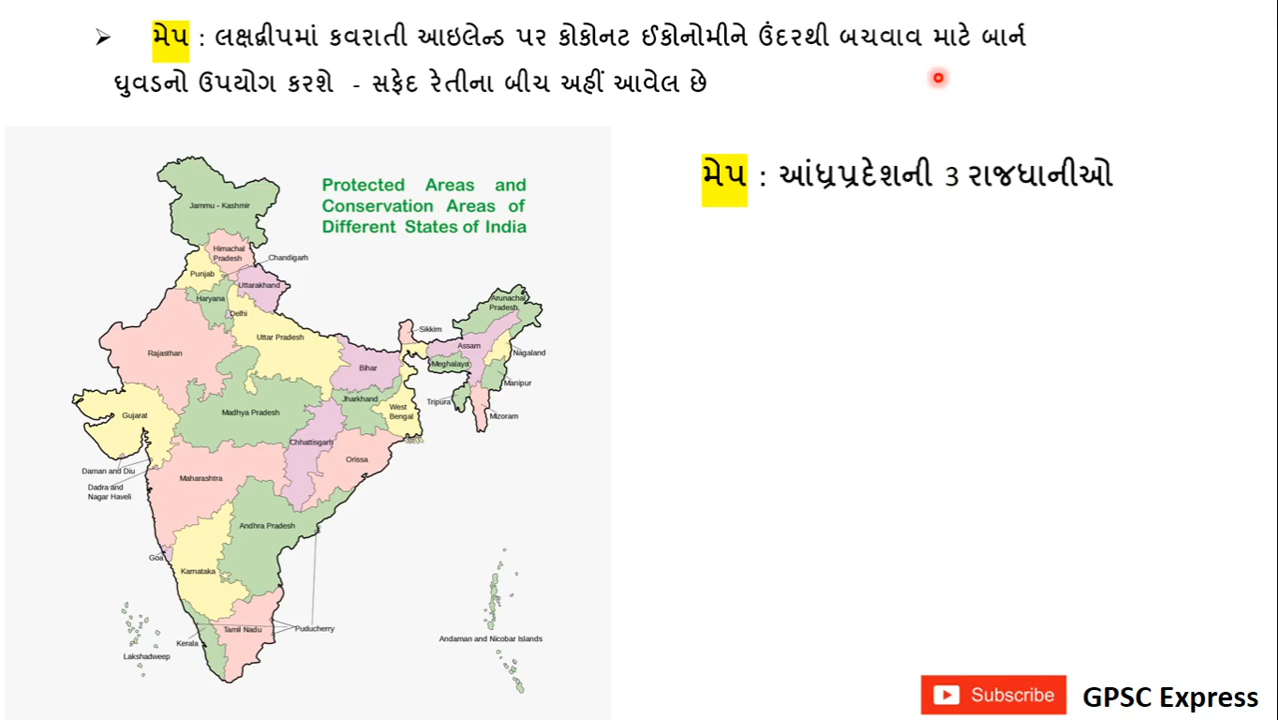 ➢ મેપ : લક્ષદ્વીપમાં કવરાતી આઇલેન્ડ પર કોકોનટ ઈકોનોમીને ઉંદરથી બચવાવ માટે બાર્ન
ઘુવડનો ઉપયોગ કરશે - સફેદ રેતીના બીચ અહીં આવેલ છે
મેપ : આંધ્રપ્રદેશની 3 રાજધાનીઓ
Protected Areas and
Conservation Areas of
Different States of India
Jammu - Kashmir
Himachal
Pradesh
Chandigarh
Punjab
Uttarakhand
Haryana
Delhi
Arunachal
Pradesh
Sikkim
Uttar Pradesh
Assam
Rajasthan
Nagaland
Bihar
Meghalaya
Manipur
Jharkhand
Tripura
West
Bengal
Gujarat
Madhya Pradesh
Mizoram
Chhattisgarh
Orissa
Daman and Diu
Maharashtra
Dadra and
Nagar Haveli
Andhra Pradesh
Goa
Karnataka
Puducherry
Tamil Nadu
Andaman and Nicobar Islands
Kerala
Lakshadweep
Subscribe
GPSC Express